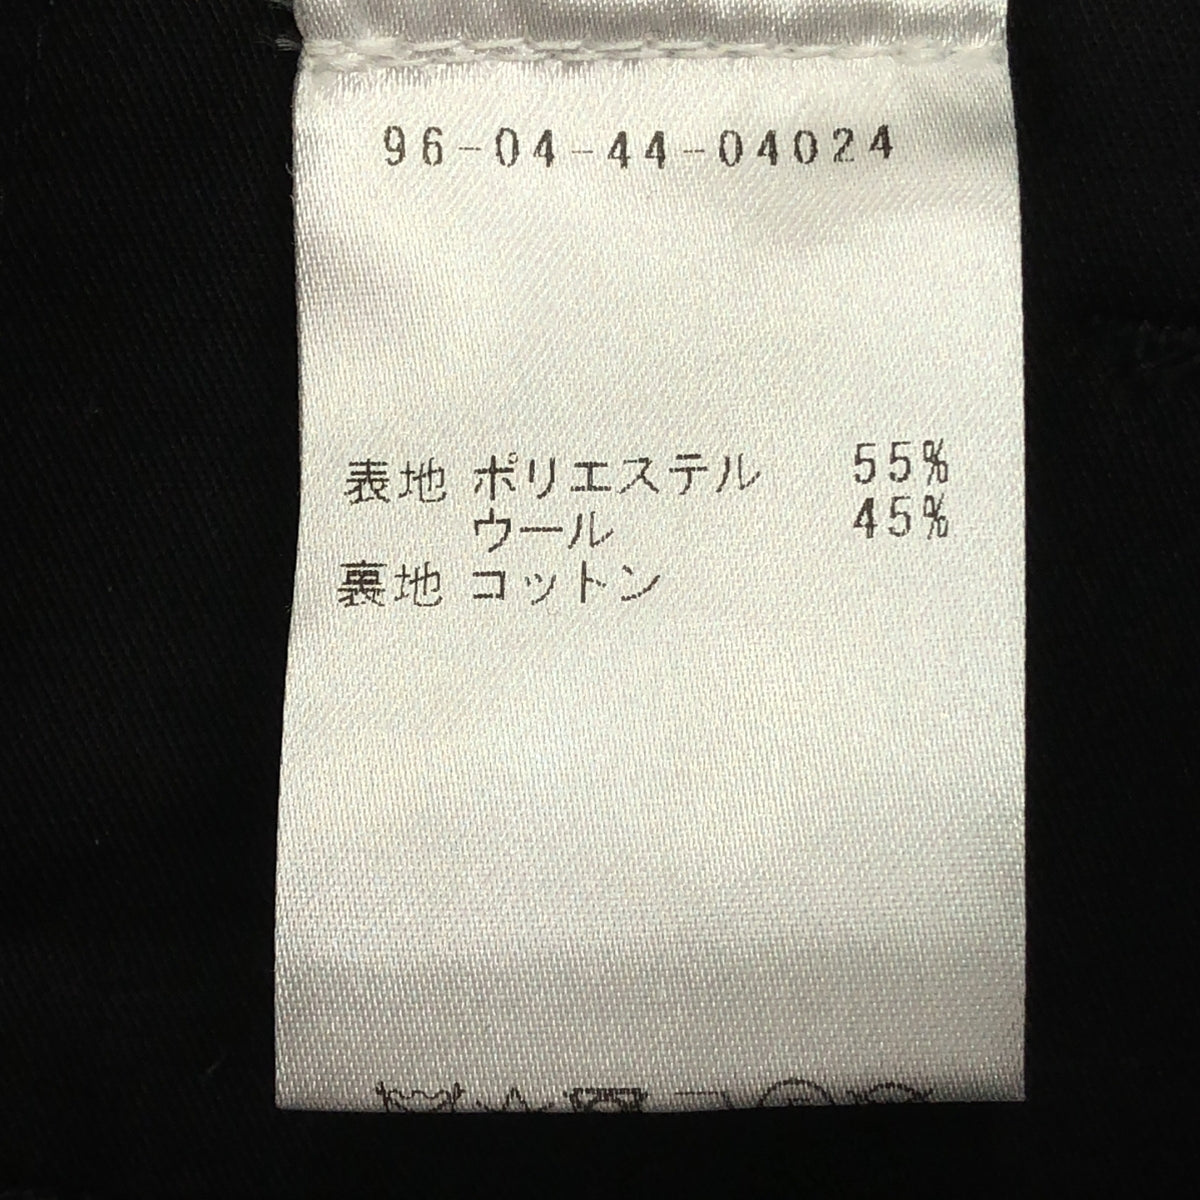 96-04-44-04024
表地 ポリエステル 55%
ウール 45%
裏地 コットン